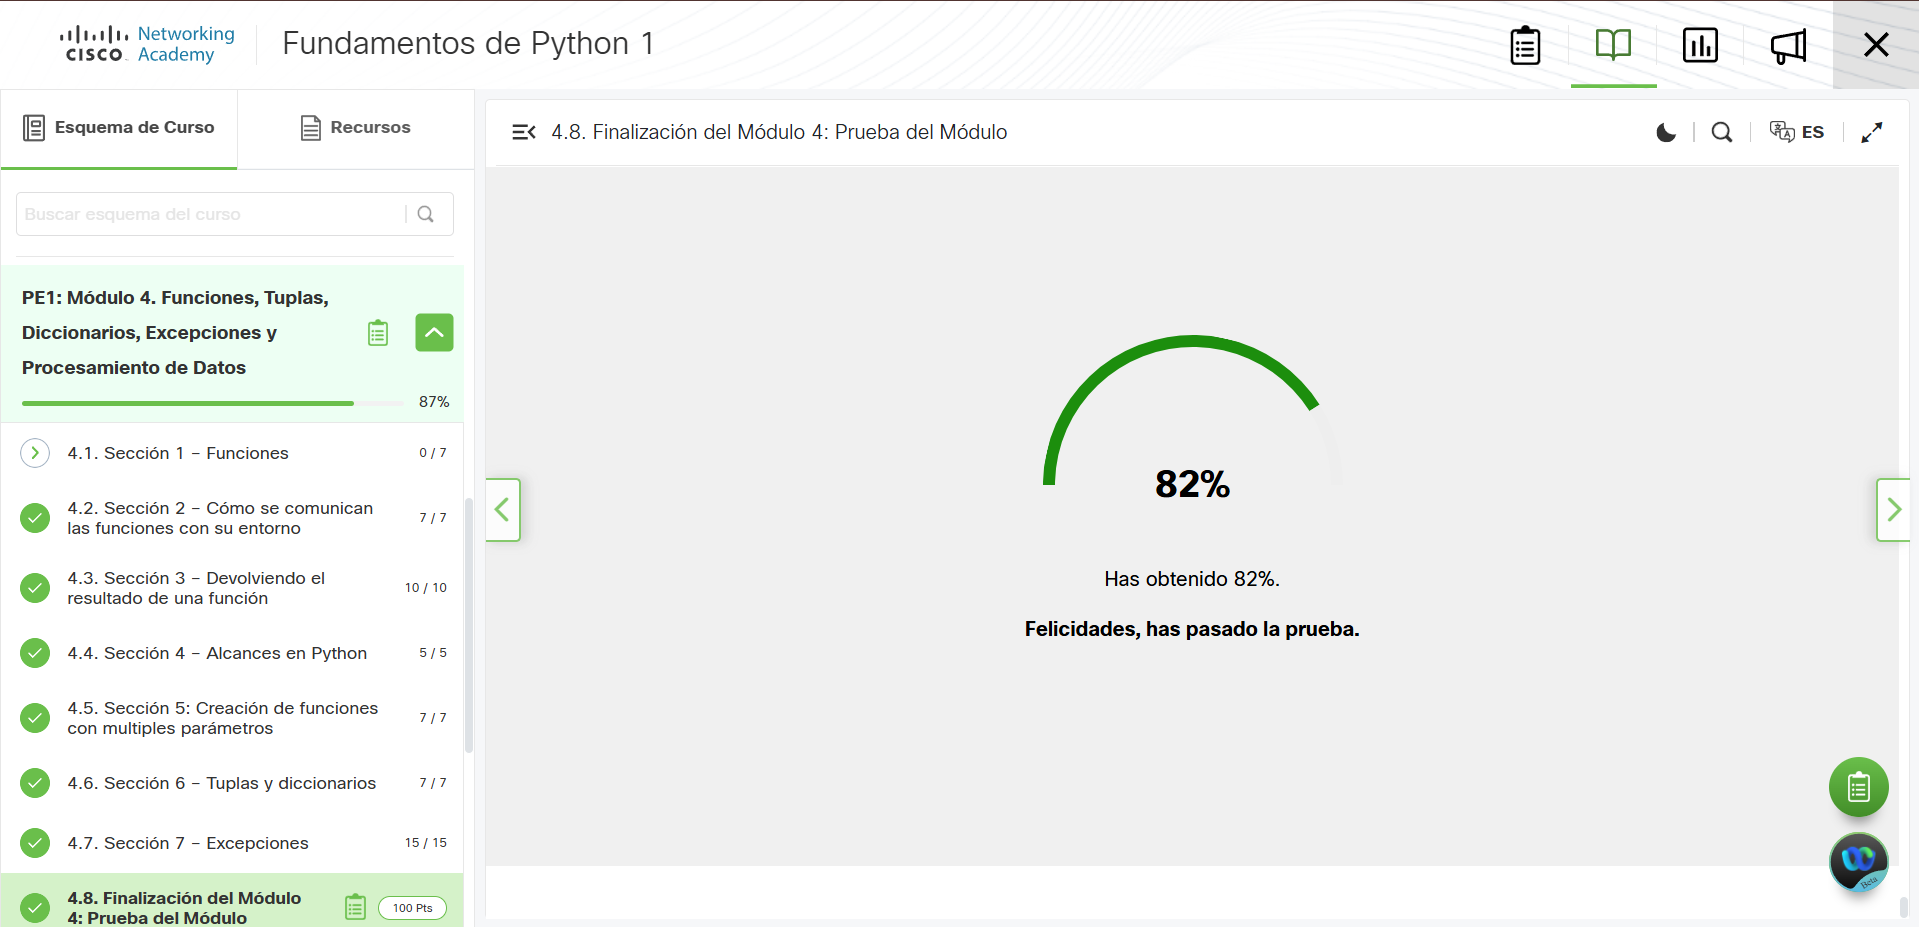 CISCO
Networking
Academy
Fundamentos de Python 1
Esquema de Curso
Recursos
Buscar esquema del curso
PE1: Módulo 4. Funciones, Tuplas,
Diccionarios, Excepciones y
Procesamiento de Datos
87%
4.1. Sección 1 – Funciones
0 / 7
4.2. Sección 2 – Cómo se comunican
las funciones con su entorno
7 / 7
4.3. Sección 3 – Devolviendo el
resultado de una función
10 / 10
4.4. Sección 4 – Alcances en Python
5 / 5
4.5. Sección 5: Creación de funciones
con multiples parámetros
7 / 7
4.6. Sección 6 – Tuplas y diccionarios
7 / 7
4.7. Sección 7 – Excepciones
15 / 15
4.8. Finalización del Módulo
4: Prueba del Módulo
100 Pts
4.8. Finalización del Módulo 4: Prueba del Módulo
ES
82%
Has obtenido 82%.
Felicidades, has pasado la prueba.
Beta